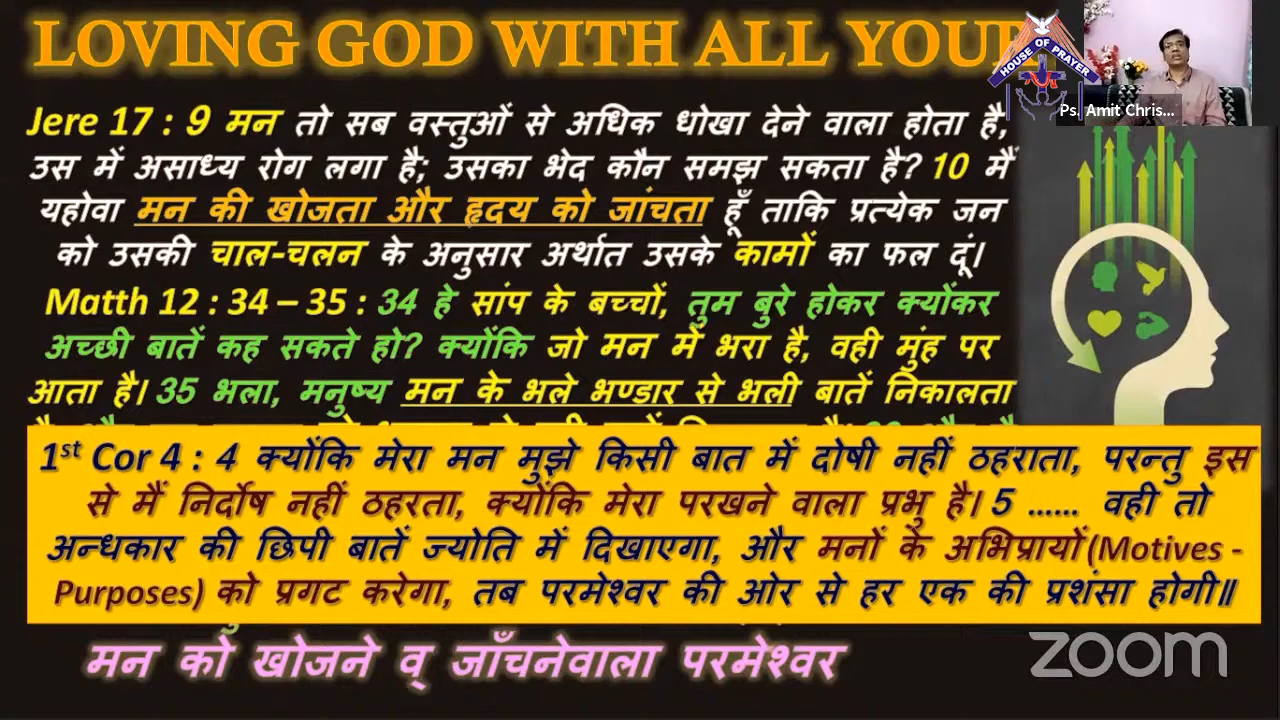 LOVING GOD WITH ALL YOUR
HOUSE OF PRAYER
Ps. Amit Chris...
Jere 17 : 9 मन तो सब वस्तुओं से अधिक धोखा देने वाला होता है,
उस में असाध्य रोग लगा है; उसका भेद कौन समझ सकता है? 10 मैं
यहोवा मन की खोजता और हृदय को जांचता हूँ ताकि प्रत्येक जन
को उसकी चाल-चलन के अनुसार अर्थात उसके कामों का फल दूं।
Matth 12 : 34 – 35 : 34 हे सांप के बच्चों, तुम बुरे होकर क्योंकर
अच्छी बातें कह सकते हो? क्योंकि जो मन में भरा है, वही मुंह पर
आता है। 35 भला, मनुष्य मन के भले भण्डार से भली बातें निकालता
1st Cor 4 : 4 क्योंकि मेरा मन मुझे किसी बात में दोषी नहीं ठहराता, परन्तु इस
से मैं निर्दोष नहीं ठहरता, क्योंकि मेरा परखने वाला प्रभु है। 5 ...... वही तो
अन्धकार की छिपी बातें ज्योति में दिखाएगा, और मनों के अभिप्रायों (Motives -
Purposes) को प्रगट करेगा, तब परमेश्वर की ओर से हर एक की प्रशंसा होगी॥
मन को खोजने व् जाँचनेवाला परमेश्वर
zoom